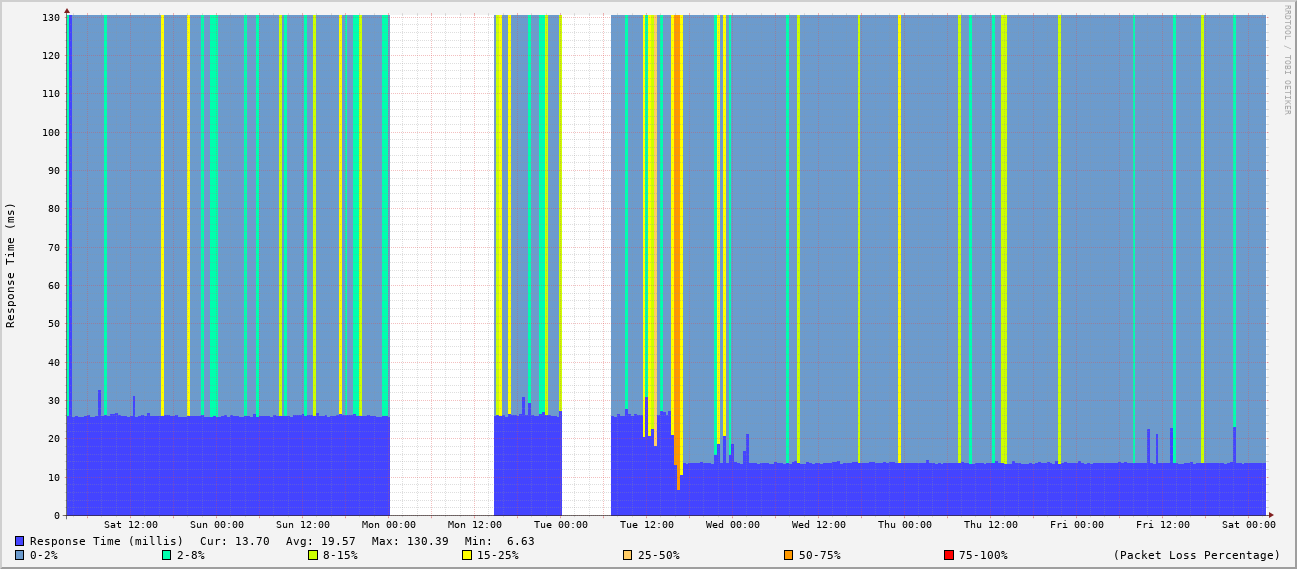 RRDTOOL / TOBI OETIKER
Response Time (ms)
130
120
110
100
90
80
70
60
50
40
30
20
10
0
Sat 12:00 Sun 00:00 Sun 12:00 Mon 00:00 Mon 12:00 Tue 00:00 Tue 12:00 Wed 00:00 Wed 12:00 Thu 00:00 Thu 12:00 Fri 00:00 Fri 12:00 Sat 00:00
Response Time (millis) Cur: 13.70 Avg: 19.57 Max: 130.39 Min: 6.63
0-2% 2-8% 8-15% 15-25% 25-50% 50-75% 75-100% (Packet Loss Percentage)